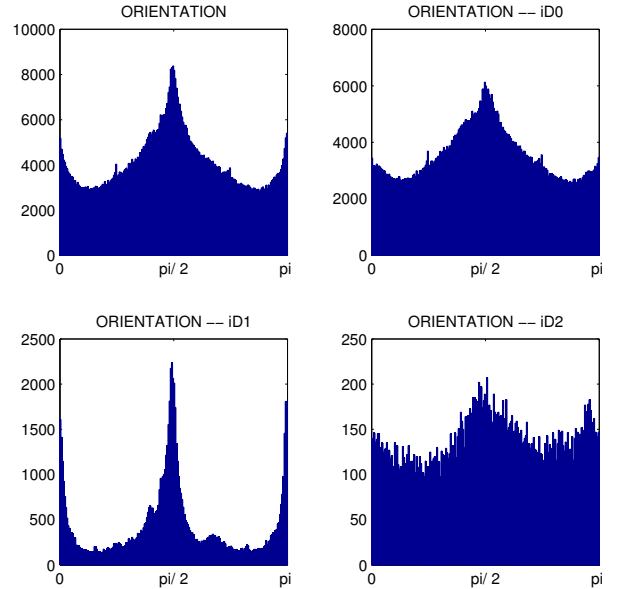 ORIENTATION
10000
8000
6000
4000
2000
0
0 pi/ 2 pi
ORIENTATION −− iD0
8000
6000
4000
2000
0
0 pi/ 2 pi
ORIENTATION −− iD1
2500
2000
1500
1000
500
0
0 pi/ 2 pi
ORIENTATION −− iD2
250
200
150
100
50
0
0 pi/ 2 pi